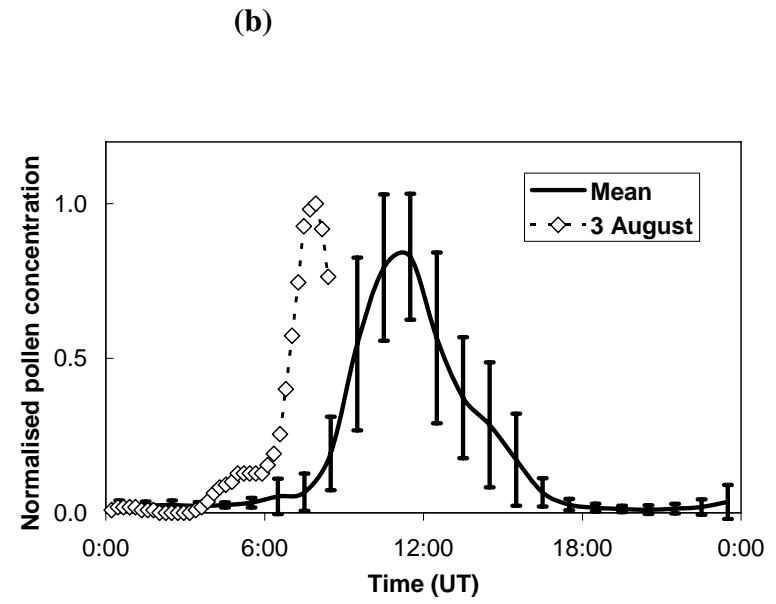 (b)
Normalised pollen concentration
1.0
0.5
0.0
Mean
3 August
0:00 6:00 12:00 18:00 0:00
Time (UT)